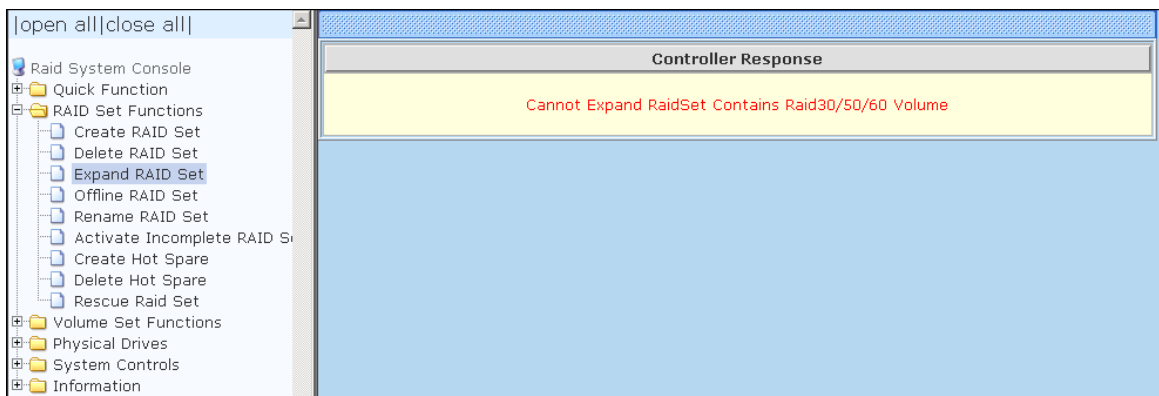 |open all|close all|
Raid System Console
Quick Function
RAID Set Functions
Create RAID Set
Delete RAID Set
Expand RAID Set
Offline RAID Set
Rename RAID Set
Activate Incomplete RAID S
Create Hot Spare
Delete Hot Spare
Rescue Raid Set
Volume Set Functions
Physical Drives
System Controls
Information
Controller Response
Cannot Expand RaidSet Contains Raid30/50/60 Volume